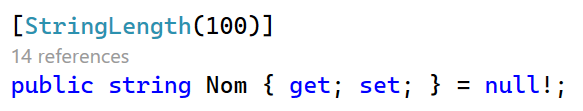 [StringLength(100)]
14 references
public string Nom { get; set; } = null!;